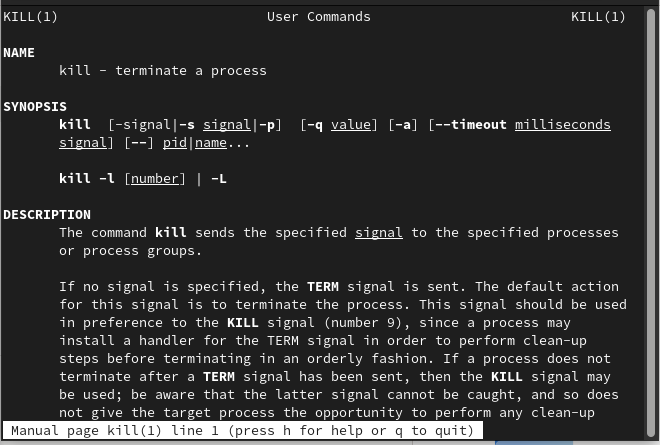 KILL(1) User Commands KILL(1)
NAME
kill - terminate a process
SYNOPSIS
kill [-signal|-s signal|-p] [-q value] [-a] [--timeout milliseconds
signal] [--] pid|name...
kill -l [number] | -L
DESCRIPTION
The command kill sends the specified signal to the specified processes
or process groups.
If no signal is specified, the TERM signal is sent. The default action
for this signal is to terminate the process. This signal should be used
in preference to the KILL signal (number 9), since a process may
install a handler for the TERM signal in order to perform clean-up
steps before terminating in an orderly fashion. If a process does not
terminate after a TERM signal has been sent, then the KILL signal may
be used; be aware that the latter signal cannot be caught, and so does
not give the target process the opportunity to perform any clean-up
Manual page kill(1) line 1 (press h for help or q to quit)